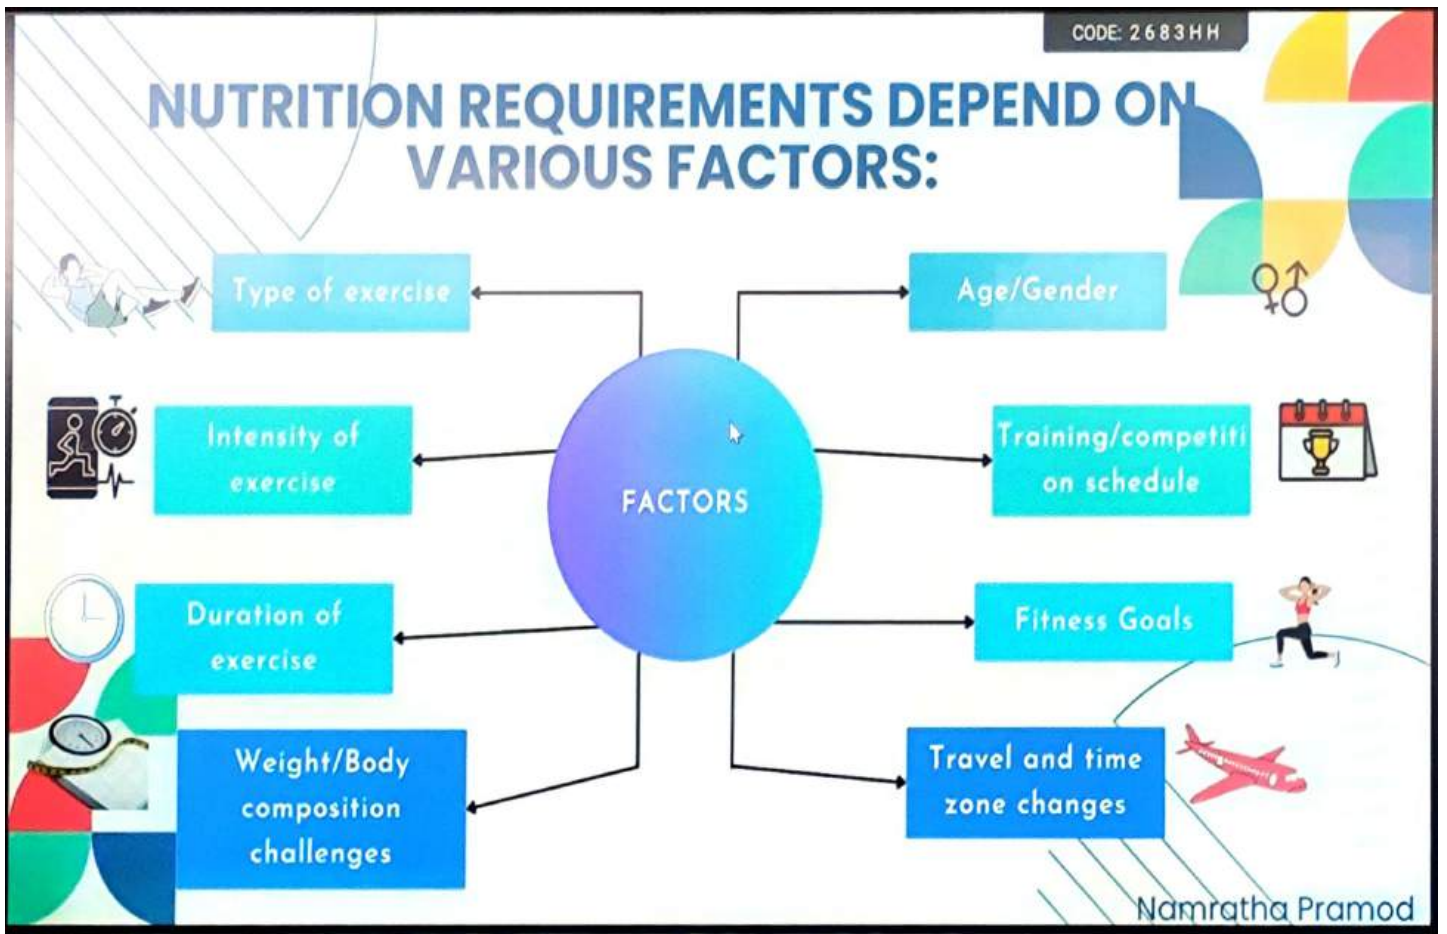 CODE: 2683HH
NUTRITION REQUIREMENTS DEPEND ON
VARIOUS FACTORS:
Type of exercise
Age/Gender
Intensity of
exercise
Training/competiti
on schedule
FACTORS
Duration of
exercise
Fitness Goals
Weight/Body
composition
challenges
Travel and time
zone changes
Namratha Pramod